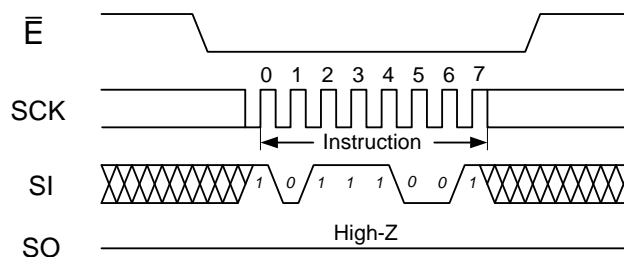 E̅
0 1 2 3 4 5 6 7
SCK
Instruction
SI 1 0 1 1 1 0 0 1
High-Z
SO